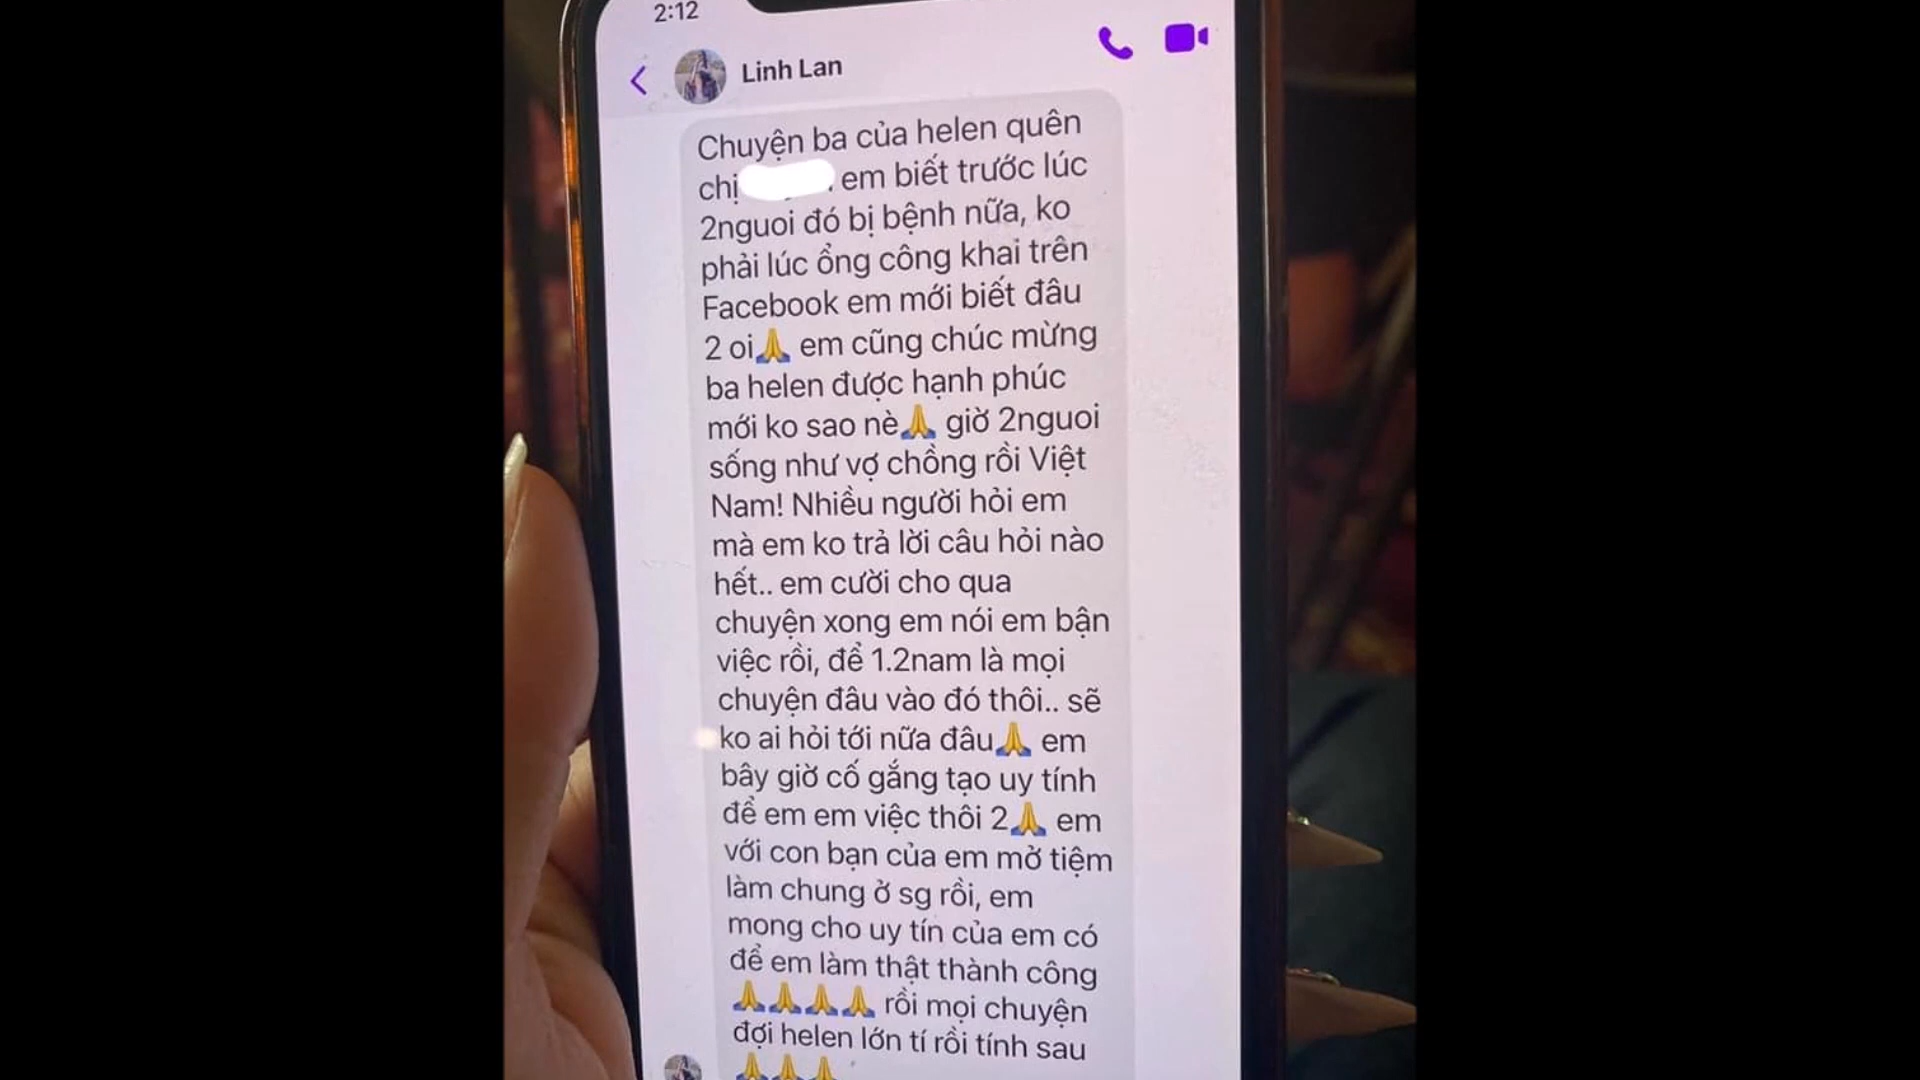 2:12
Linh Lan
Chuyện ba của helen quên
chị em biết trước lúc
2nguoi đó bị bệnh nữa, ko
phải lúc ổng công khai trên
Facebook em mới biết đâu
2 oi🙏 em cũng chúc mừng
ba helen được hạnh phúc
mới ko sao nè🙏 giờ 2nguoi
sống như vợ chồng rồi Việt
Nam! Nhiều người hỏi em
mà em ko trả lời câu hỏi nào
hết.. em cười cho qua
chuyện xong em nói em bận
việc rồi, để 1.2nam là mọi
chuyện đâu vào đó thôi.. sẽ
ko ai hỏi tới nữa đâu🙏 em
bây giờ cố gắng tạo uy tính
để em em việc thôi 2🙏 em
với con bạn của em mở tiệm
làm chung ở sg rồi, em
mong cho uy tín của em có
để em làm thật thành công
🙏🙏🙏🙏 rồi mọi chuyện
đợi helen lớn tí rồi tính sau
🙏🙏🙏